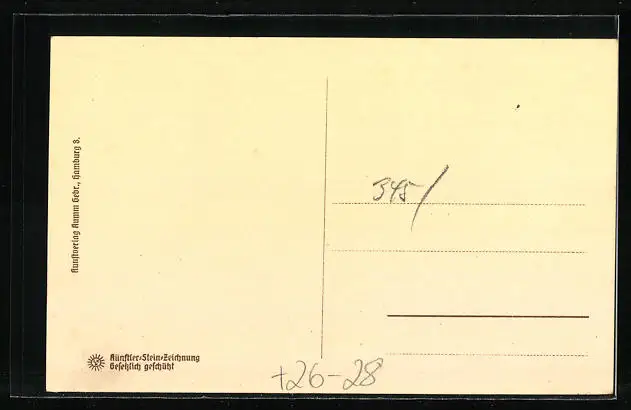 Kunstverlag Kumm Gebr., Hamburg 8.
345/
Künstler-Stein-Zeichnung
Gesetzlich geschützt
+26-28